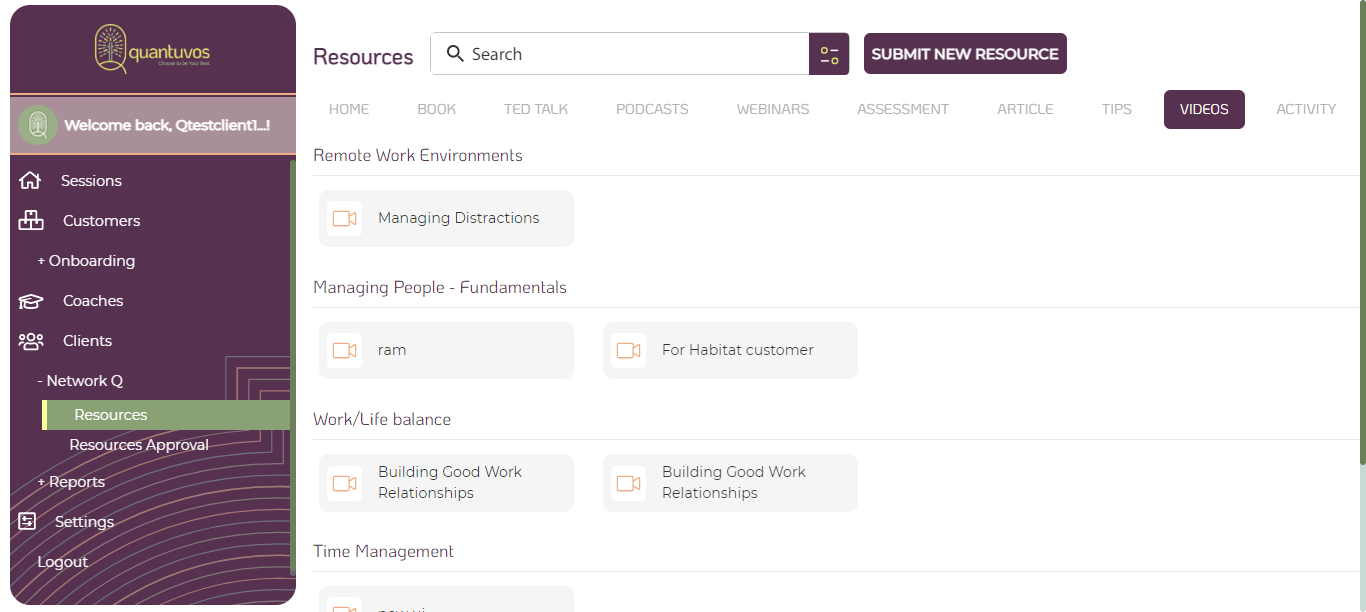 quantuvos
Choose to be Your Best
Welcome back, Qtestclient1...!
Sessions
Customers
+ Onboarding
Coaches
Clients
- Network Q
Resources
Resources Approval
+ Reports
Settings
Logout
Resources
Search
SUBMIT NEW RESOURCE
HOME BOOK TED TALK PODCASTS WEBINARS ASSESSMENT ARTICLE TIPS VIDEOS ACTIVITY
Remote Work Environments
Managing Distractions
Managing People - Fundamentals
ram
For Habitat customer
Work/Life balance
Building Good Work
Relationships
Building Good Work
Relationships
Time Management